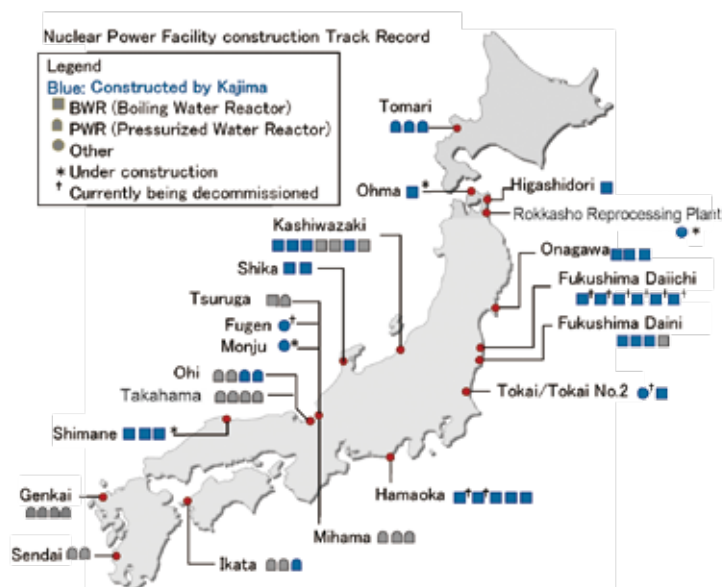 Nuclear Power Facility construction Track Record
Legend
Blue: Constructed by Kajima
BWR (Boiling Water Reactor)
PWR (Pressurized Water Reactor)
Other
* Under construction
† Currently being decommissioned
Tomari
Ohma *
Higashidori
Rokkasho Reprocessing Plant
*
Kashiwazaki
Onagawa
Shika
Fukushima Daiichi
† † † † † †
Tsuruga
Fukushima Daini
Fugen †
Monju *
Ohi
Takahama
Tokai/Tokai No.2 †
Shimane *
Genkai
Hamaoka † †
Mihama
Sendai
Ikata